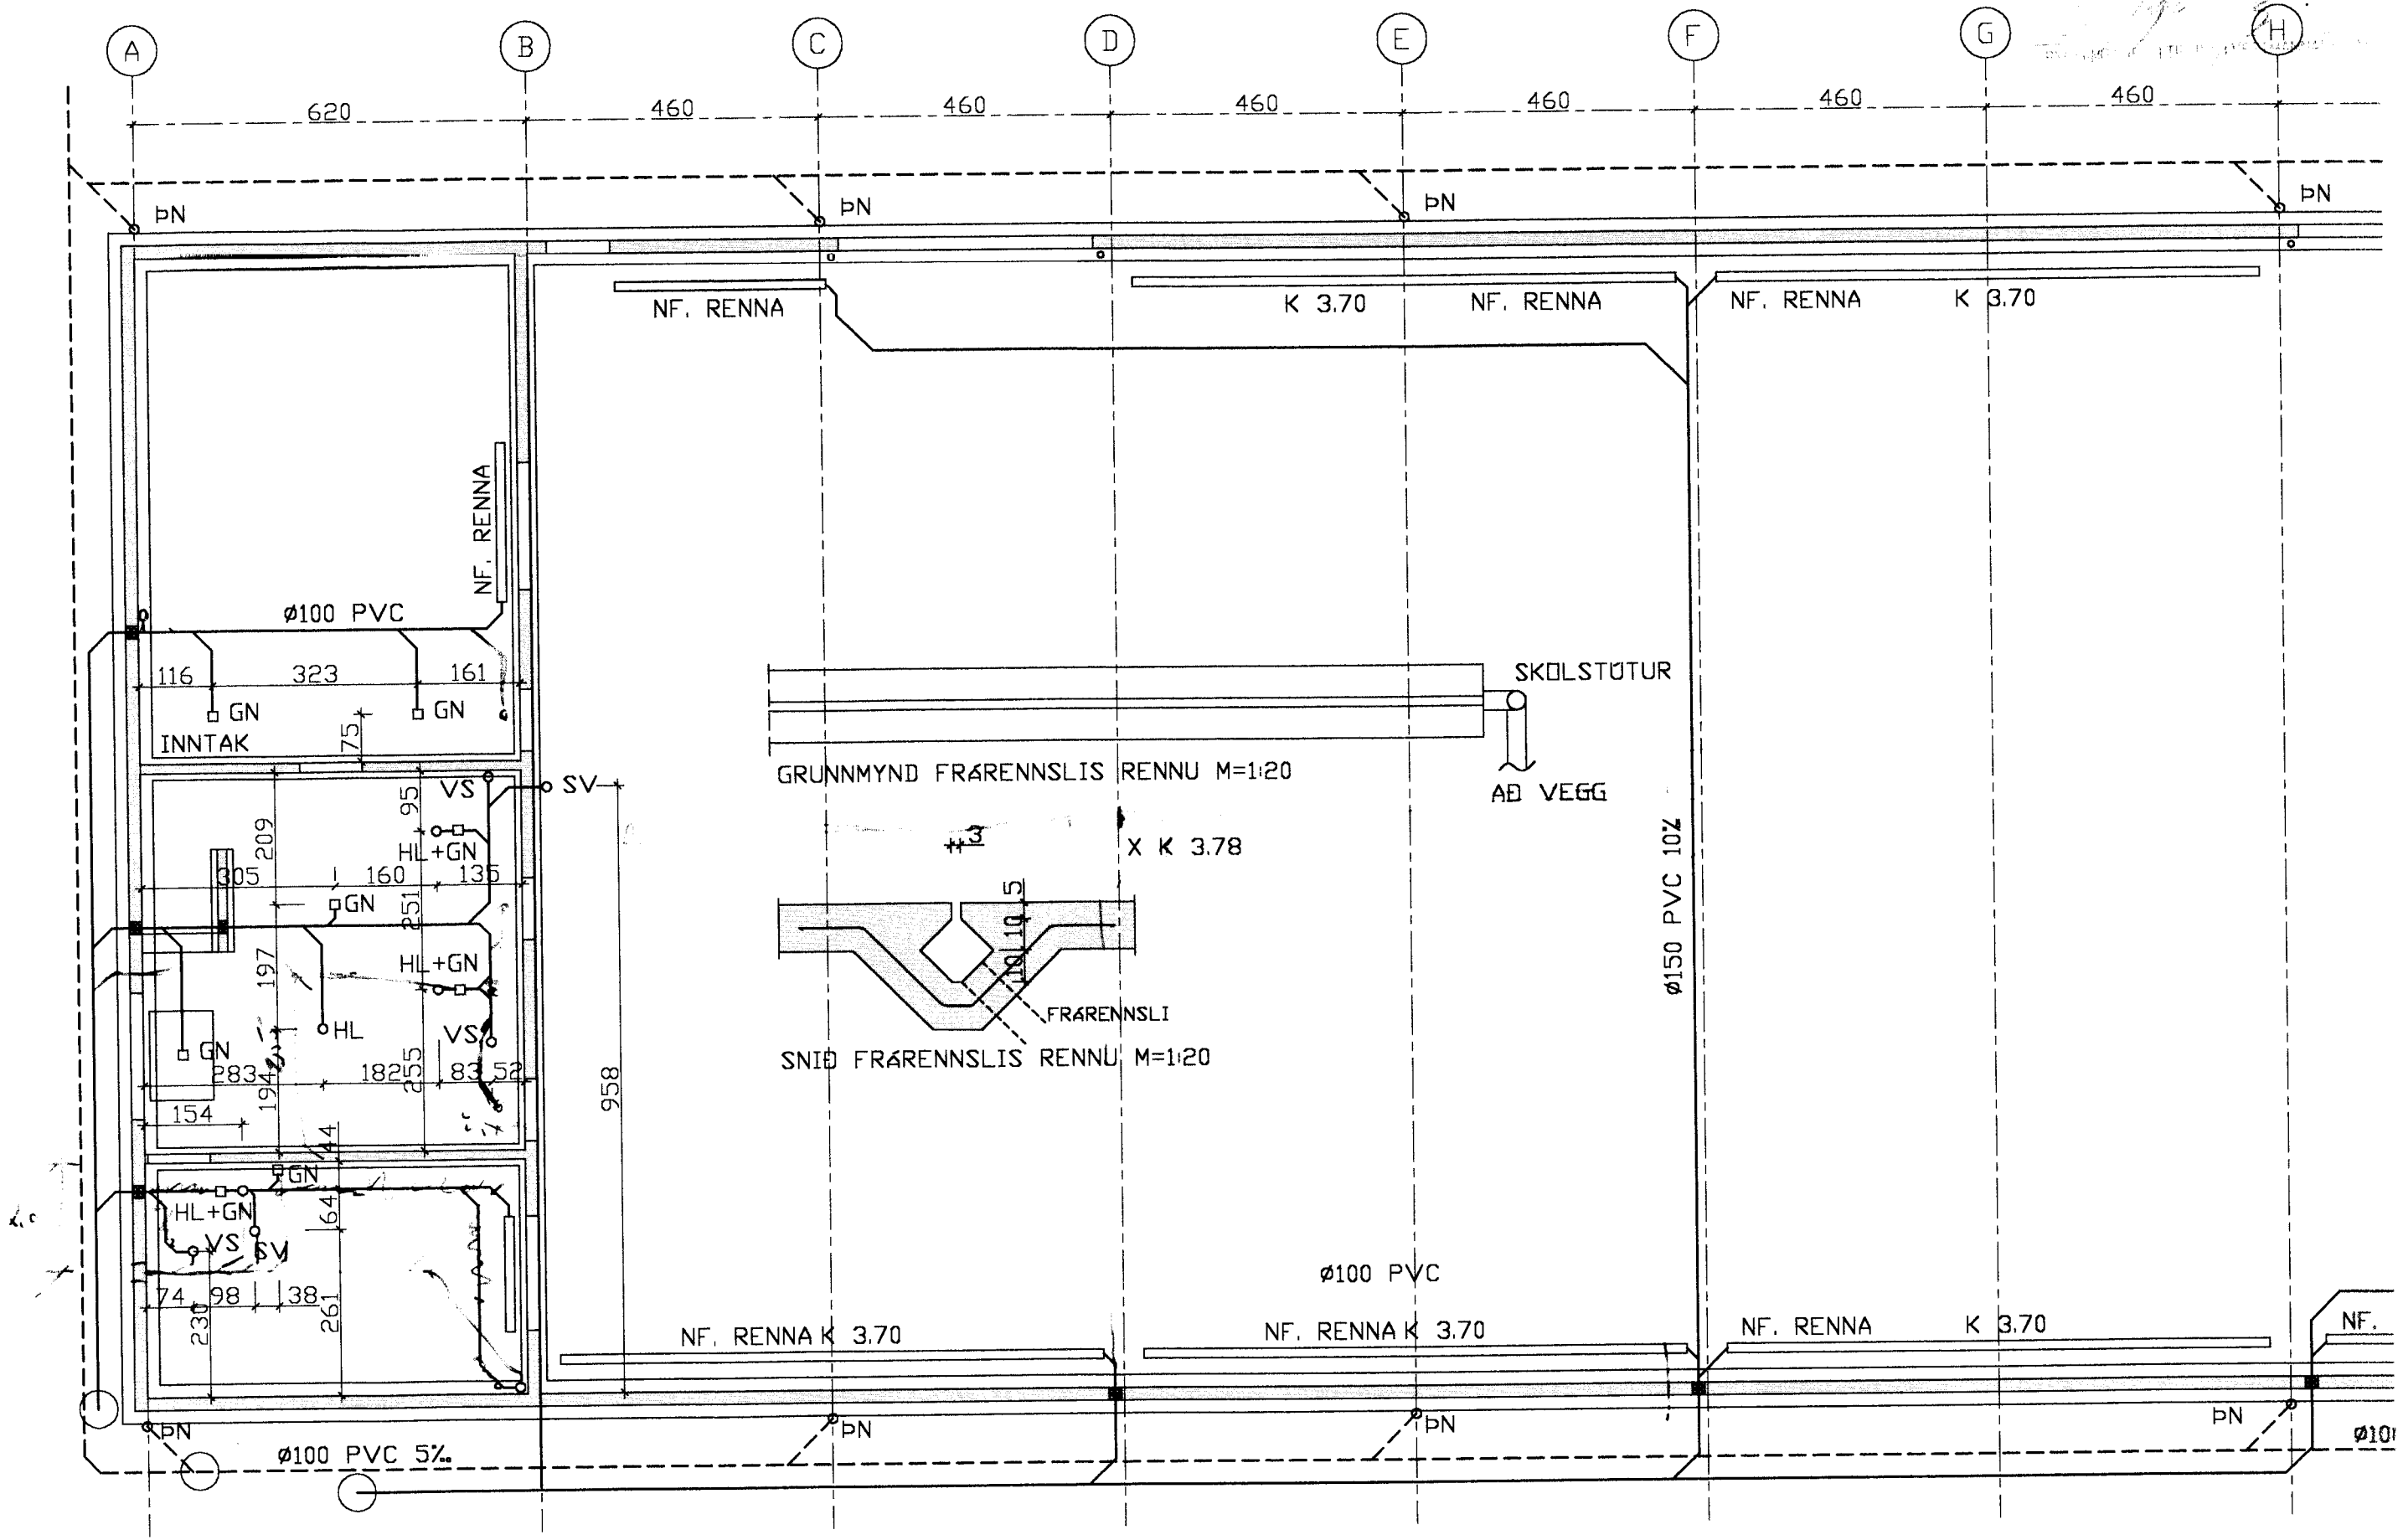 A B C D E F G H
620 460 460 460 460 460 460
ÞN ÞN ÞN ÞN
NF. RENNA K 3.70 NF. RENNA NF. RENNA K 3.70
NF. RENNA
Ø100 PVC
116 323 161
GN GN
75
INNTAK
SKOLSTÚTUR
GRUNNMYND FRÁRENNSLIS RENNU M=1:20
AÐ VEGG
VS SV
95
209
HL+GN
3
X K 3.78
Ø150 PVC 10‰
305 160 135
GN
251
5
10
10
197
HL+GN
FRÁRENNSLI
HL VS
GN
SNIÐ FRÁRENNSLIS RENNU M=1:20
283 182 83 52
194
255
958
154
44
GN
HL+GN
64
VS SV
74 98 38
230
261
Ø100 PVC
NF. RENNA K 3.70 NF. RENNA K 3.70 NF. RENNA K 3.70 NF.
ÞN ÞN ÞN ÞN
Ø100 PVC 5‰
Ø10